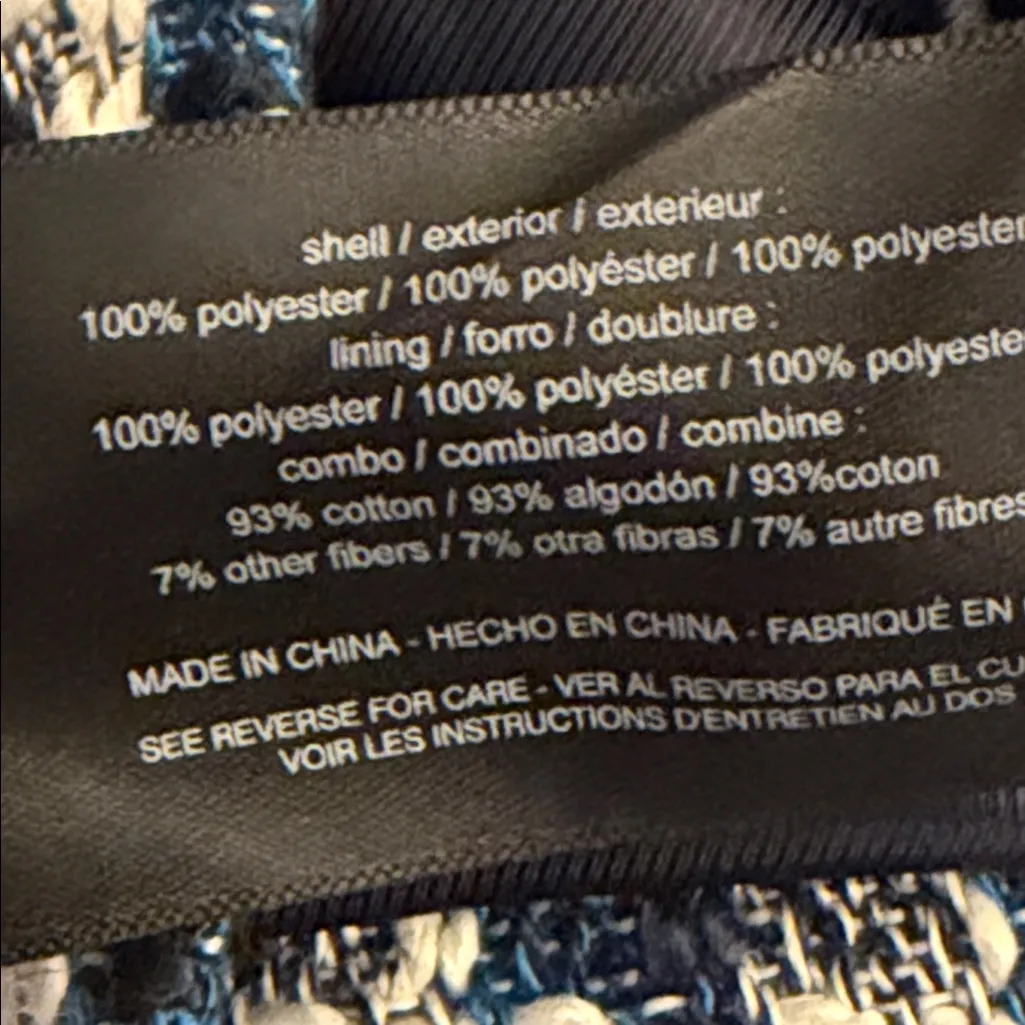 shell / exterior / exterieur :
100% polyester / 100% polyéster / 100% polyester
lining / forro / doublure :
100% polyester / 100% polyéster / 100% polyeste
combo / combinado / combine :
93% cotton / 93% algodón / 93%coton
7% other fibers / 7% otra fibras / 7% autre fibres
MADE IN CHINA - HECHO EN CHINA - FABRIQUÉ EN
SEE REVERSE FOR CARE - VER AL REVERSO PARA EL CU
VOIR LES INSTRUCTIONS D'ENTRETIEN AU DOS